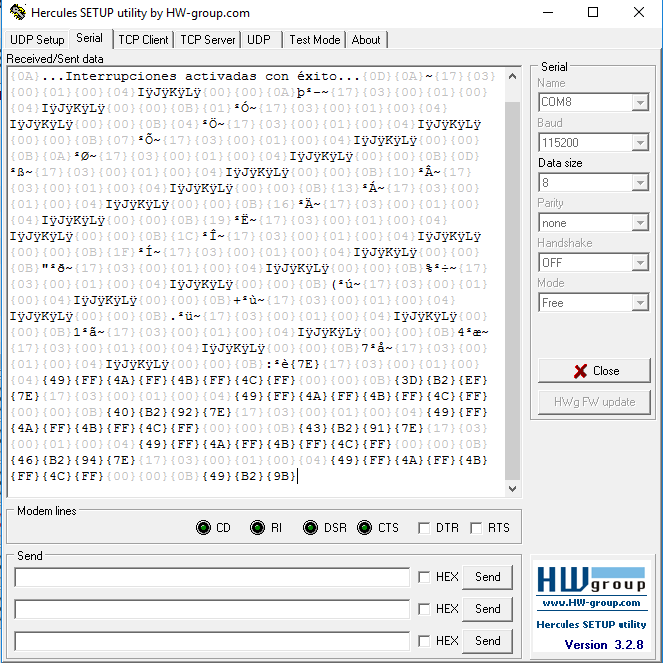 Hercules SETUP utility by HW-group.com
UDP Setup Serial TCP Client TCP Server UDP Test Mode About
Received/Sent data
{0A}...Interrupciones activadas con éxito...{0D}{0A}~{17}{03}
{00}{01}{00}{04}IÿJÿKÿLÿ{00}{00}{0A}þ²—~{17}{03}{00}{01}{00}
{04}IÿJÿKÿLÿ{00}{00}{0B}{01}²Ó~{17}{03}{00}{01}{00}{04}
IÿJÿKÿLÿ{00}{00}{0B}{04}²Ö~{17}{03}{00}{01}{00}{04}IÿJÿKÿLÿ
{00}{00}{0B}{07}²Õ~{17}{03}{00}{01}{00}{04}IÿJÿKÿLÿ{00}{00}
{0B}{0A}²Ø~{17}{03}{00}{01}{00}{04}IÿJÿKÿLÿ{00}{00}{0B}{0D}
²ß~{17}{03}{00}{01}{00}{04}IÿJÿKÿLÿ{00}{00}{0B}{10}²Â~{17}
{03}{00}{01}{00}{04}IÿJÿKÿLÿ{00}{00}{0B}{13}²Á~{17}{03}{00}
{01}{00}{04}IÿJÿKÿLÿ{00}{00}{0B}{16}²Ä~{17}{03}{00}{01}{00}
{04}IÿJÿKÿLÿ{00}{00}{0B}{19}²Ë~{17}{03}{00}{01}{00}{04}
IÿJÿKÿLÿ{00}{00}{0B}{1C}²Î~{17}{03}{00}{01}{00}{04}IÿJÿKÿLÿ
{00}{00}{0B}{1F}²Í~{17}{03}{00}{01}{00}{04}IÿJÿKÿLÿ{00}{00}
{0B}"²ð~{17}{03}{00}{01}{00}{04}IÿJÿKÿLÿ{00}{00}{0B}%²÷~{17}
{03}{00}{01}{00}{04}IÿJÿKÿLÿ{00}{00}{0B}(²ú~{17}{03}{00}{01}
{00}{04}IÿJÿKÿLÿ{00}{00}{0B}+²ù~{17}{03}{00}{01}{00}{04}
IÿJÿKÿLÿ{00}{00}{0B}.²ü~{17}{03}{00}{01}{00}{04}IÿJÿKÿLÿ{00}
{00}{0B}1²ã~{17}{03}{00}{01}{00}{04}IÿJÿKÿLÿ{00}{00}{0B}4²æ~
{17}{03}{00}{01}{00}{04}IÿJÿKÿLÿ{00}{00}{0B}7²å~{17}{03}{00}
{01}{00}{04}IÿJÿKÿLÿ{00}{00}{0B}:²è{7E}{17}{03}{00}{01}{00}
{04}{49}{FF}{4A}{FF}{4B}{FF}{4C}{FF}{00}{00}{0B}{3D}{B2}{EF}
{7E}{17}{03}{00}{01}{00}{04}{49}{FF}{4A}{FF}{4B}{FF}{4C}{FF}
{00}{00}{0B}{40}{B2}{92}{7E}{17}{03}{00}{01}{00}{04}{49}{FF}
{4A}{FF}{4B}{FF}{4C}{FF}{00}{00}{0B}{43}{B2}{91}{7E}{17}{03}
{00}{01}{00}{04}{49}{FF}{4A}{FF}{4B}{FF}{4C}{FF}{00}{00}{0B}
{46}{B2}{94}{7E}{17}{03}{00}{01}{00}{04}{49}{FF}{4A}{FF}{4B}
{FF}{4C}{FF}{00}{00}{0B}{49}{B2}{9B}
Serial
Name
COM8
Baud
115200
Data size
8
Parity
none
Handshake
OFF
Mode
Free
Close
HWg FW update
Modem lines
CD RI DSR CTS DTR RTS
Send
HEX Send
HEX Send
HEX Send
HWgroup
www.HW-group.com
Hercules SETUP utility
Version 3.2.8